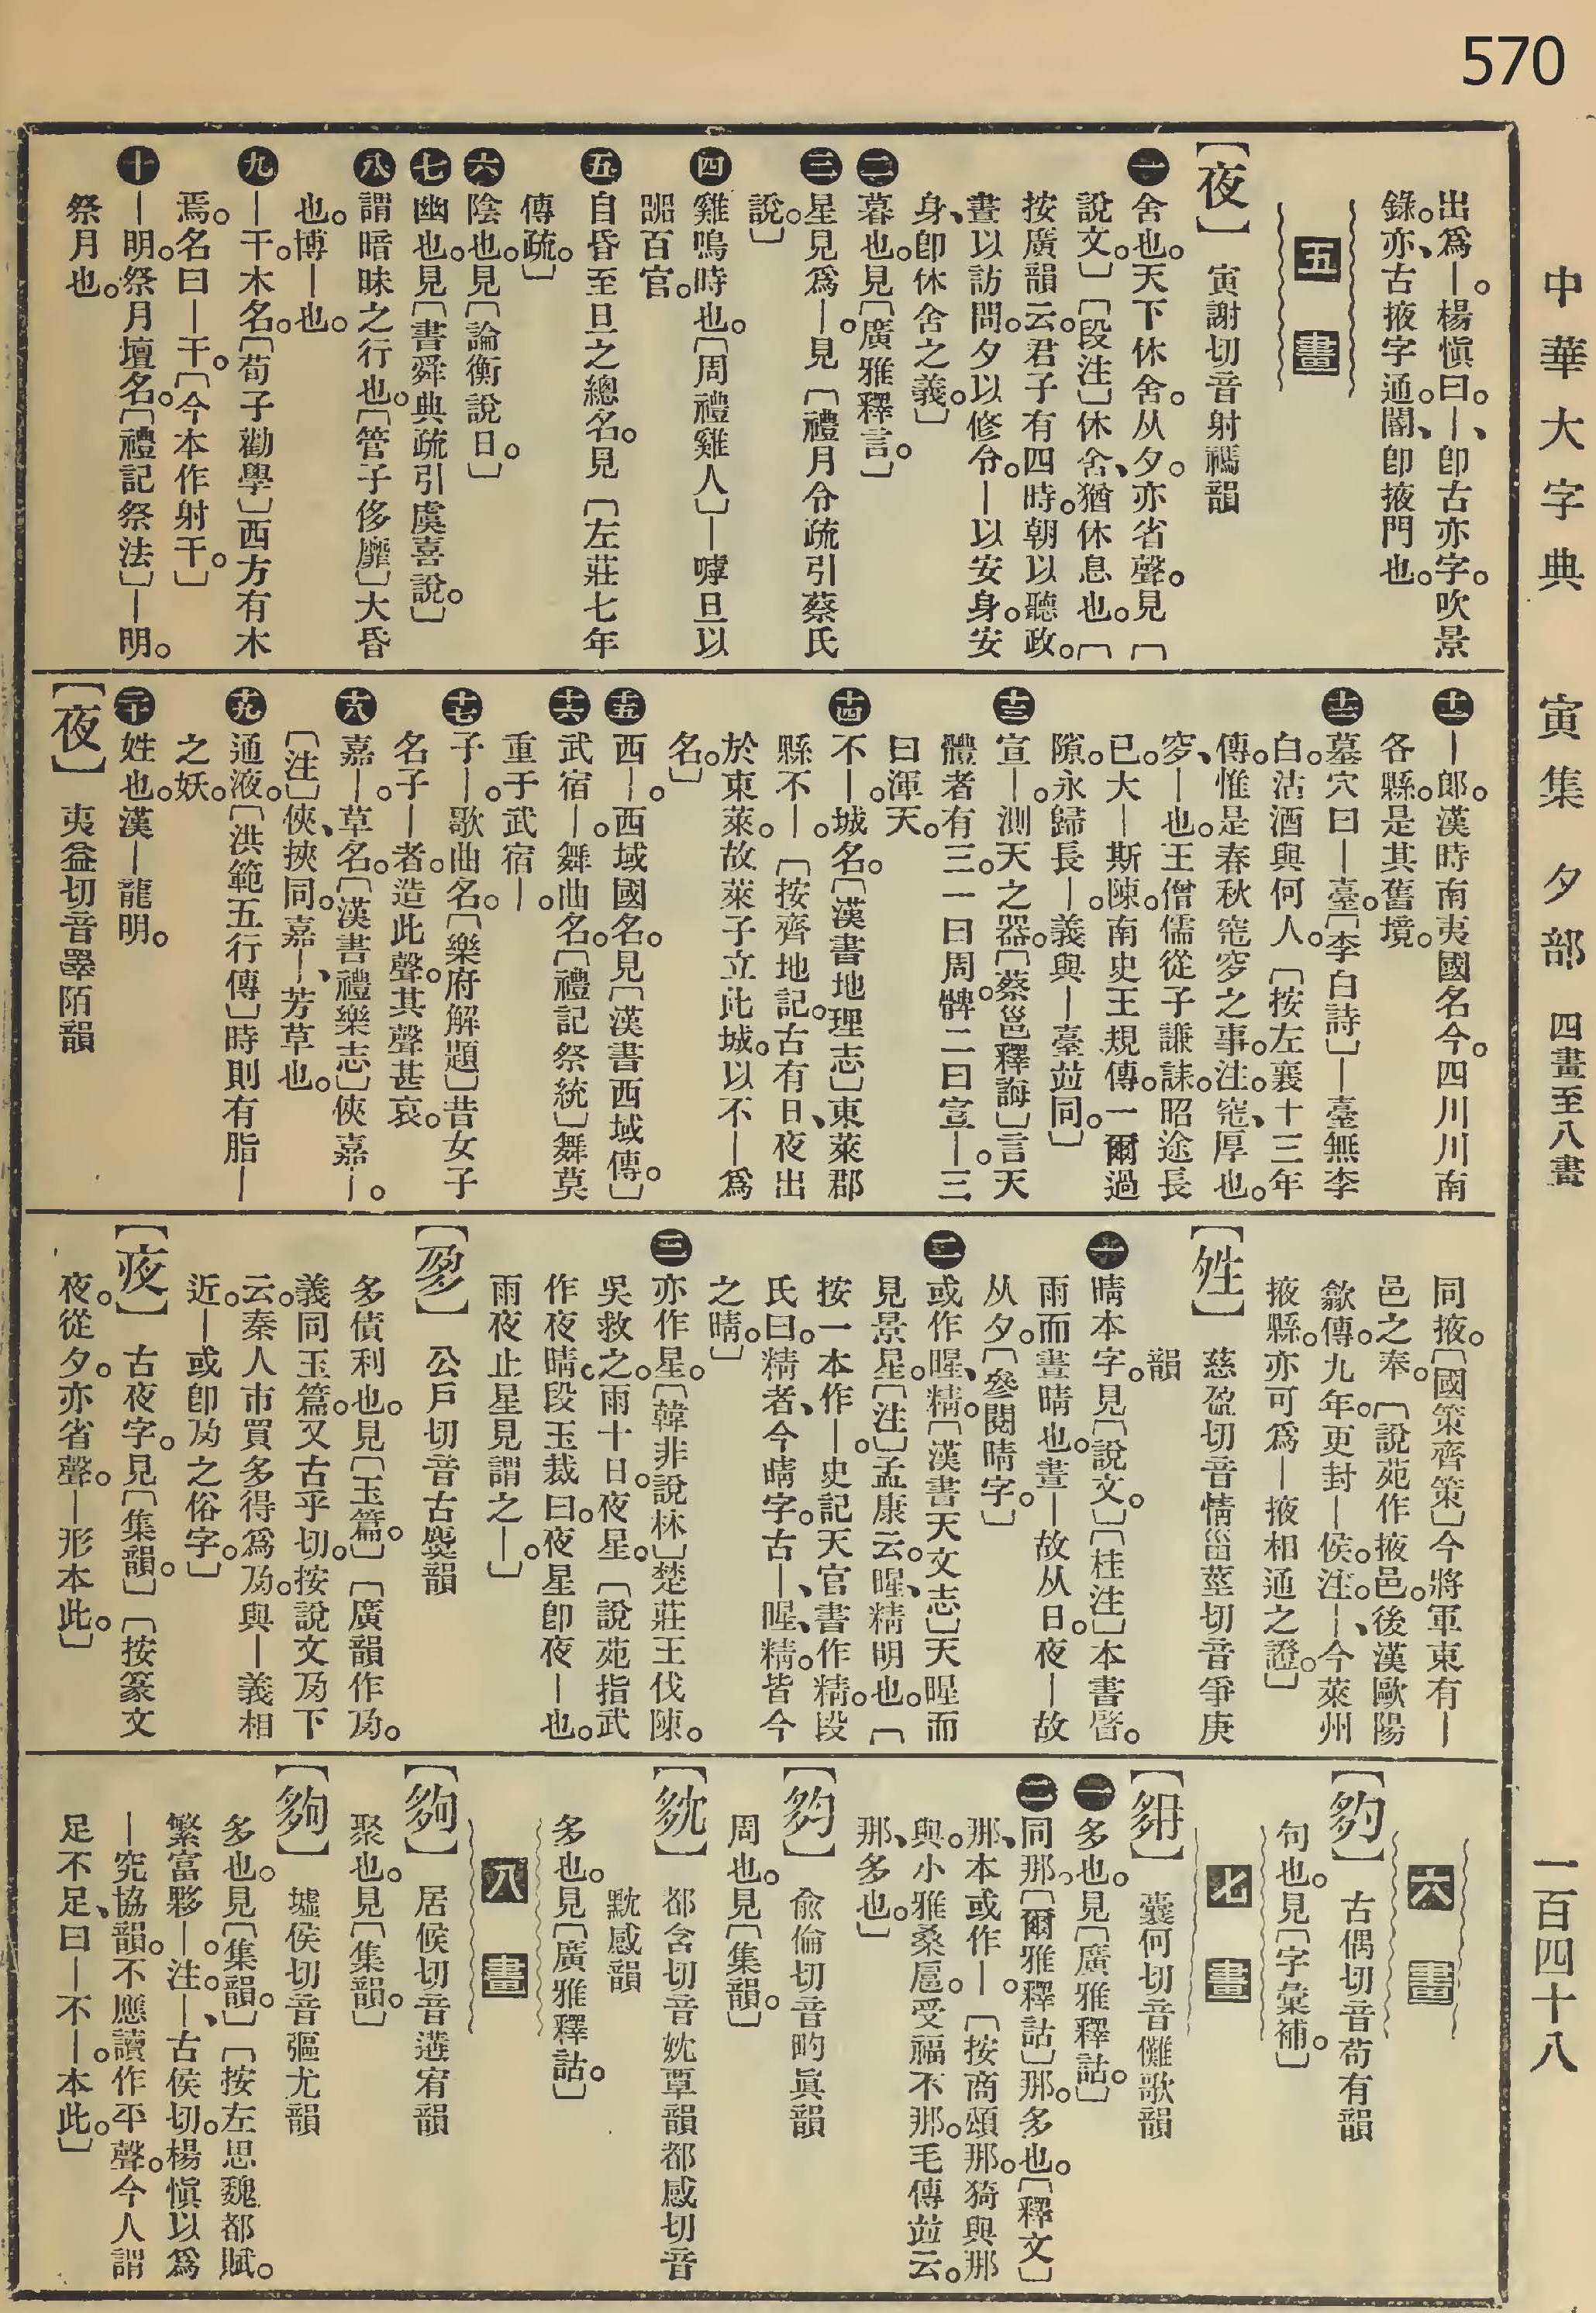 570
中華大字典　寅集　夕部　四畫至八畫　一百四十八
出爲｜。楊愼曰。｜、卽古亦字。吹景
錄。亦、古掖字通。闇、卽掖門也。
五畫
【夜】　寅謝切音射禡韻
㊀舍也。天下休舍。从夕。亦省聲。見〔
說文。〕〔段注〕休舍、猶休息也。〔
按廣韻云。君子有四時。朝以聽政。
晝以訪問。夕以修令。｜以安身。安
身、卽休舍之義。〕
㊁暮也。見〔廣雅釋言。〕
㊂星見爲｜。見〔禮月令疏引蔡氏
說。〕
㊃雞鳴時也。〔周禮雞人〕｜嘑旦以
嘂百官。
㊄自昏至旦之總名。見〔左莊七年
傳疏。〕
㊅陰也。見〔論衡說日。〕
㊆幽也。見〔書舜典疏引虞喜說。〕
㊇謂暗昧之行也。〔管子侈靡〕大昏
也。博｜也。
㊈｜干。木名。〔荀子勸學〕西方有木
焉。名曰｜干。〔今本作射干。〕
㊉｜明。祭月壇名。〔禮記祭法〕｜明。
祭月也。
十一｜郎。漢時南夷國名。今四川川南
各縣。是其舊境。
十二墓穴曰｜臺。〔李白詩〕｜臺無李
白。沽酒與何人。〔按左襄十三年
傳。惟是春秋窀穸之事。注。窀、厚也。
穸、｜也。王僧儒從子謙誄。昭途長
已。大｜斯陳。南史王規傳。一爾過
隙。永歸長｜。義與｜臺竝同。〕
十三宣｜。測天之器。〔蔡邕釋誨〕言天
體者有三。一曰周髀。二曰宣｜。三
曰渾天。
十四不｜。城名。〔漢書地理志〕東萊郡、
縣不｜。〔按齊地記。古有日夜出
於東萊。故萊子立此城。以不｜爲
名。〕
十五西｜。西域國名。見〔漢書西域傳。〕
十六武宿｜。舞曲名。〔禮記祭統〕舞莫
重于武宿｜。
十七子｜。歌曲名。〔樂府解題〕昔女子
名子｜者。造此聲。其聲甚哀。
十八嘉｜。草名。〔漢書禮樂志〕俠嘉｜。
〔注〕俠、挾同。嘉｜、芳草也。
十九通液。〔洪範五行傳〕時則有脂｜
之妖。
二十姓也。漢｜龍明。
【夜】　夷益切音睪陌韻
同掖。〔國策齊策〕今將軍東有｜
邑之奉。〔說苑作掖邑。後漢歐陽
歙傳。九年。更封｜侯。注。｜、今萊州
掖縣。亦可爲｜掖相通之證。〕
【夝】　慈盈切音情甾莖切音爭庚
韻
㊀晴本字。見〔說文。〕〔桂注〕本書晵。
雨而晝晴也。晝｜故从日。夜｜故
从夕。〔參閱晴字。〕
㊁或作暒、精。〔漢書天文志〕天暒而
見景星。〔注〕孟康云。暒、精明也。〔
按一本作｜。史記天官書作精。段
氏曰。精者、今晴字。古｜、暒、精。皆今
之晴。〕
㊂亦作星。〔韓非說林〕楚莊王伐陳。
吳救之。雨十日。夜星。〔說苑指武
作夜晴。段玉裁曰。夜星卽夜｜也。
雨夜止星見謂之｜。〕
【夃】　公戶切音古麌韻
多債利也。見〔玉篇。〕〔廣韻作夃。
義同。玉篇又古乎切。按說文夃下
云。秦人市買多得爲夃。與｜義相
近。｜或卽夃之俗字。〕
【㑎】　古夜字。見〔集韻。〕〔按篆文
夜。從夕。亦省聲。｜形本此。〕
六畫
【】　古偶切音苟有韻
句也。見〔字彙補。〕
七畫
【】　囊何切音儺歌韻
㊀多也。見〔廣雅釋詁。〕
㊁同那。〔爾雅釋詁〕那。多也。〔釋文〕
那、本或作｜。〔按商頌那。猗與那
與。小雅桑扈。受福不那。毛傳竝云。
那、多也。〕
【】　兪倫切音畇眞韻
周也。見〔集韻。〕
【】　都含切音妉覃韻都感切音
黕感韻
多也。見〔廣雅釋詁。〕
八畫
【夠】　居候切音遘宥韻
聚也。見〔集韻。〕
【夠】　墟侯切音彄尤韻
多也。見〔集韻。〕〔按左思魏都賦。
繁富夥｜。注。｜、古侯切。楊愼以爲
｜究協韻。不應讀作平聲。今人謂
足不足曰｜不｜。本此。〕